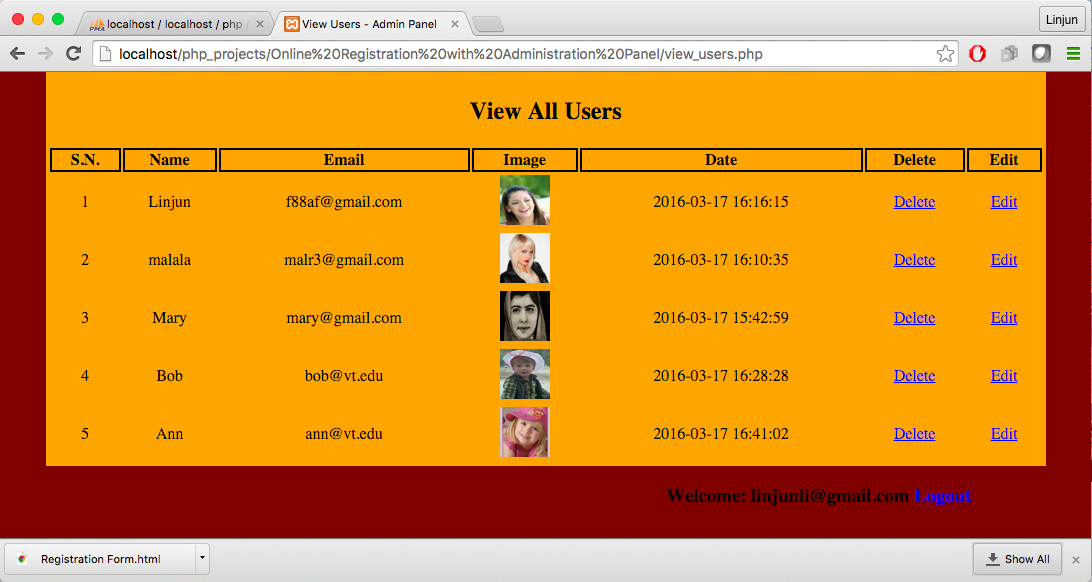 localhost / localhost / php /
View Users - Admin Panel
Linjun
localhost/php_projects/Online%20Registration%20with%20Administration%20Panel/view_users.php
View All Users
S.N. Name Email Image Date Delete Edit
1 Linjun f88af@gmail.com 2016-03-17 16:16:15 Delete Edit
2 malala malr3@gmail.com 2016-03-17 16:10:35 Delete Edit
3 Mary mary@gmail.com 2016-03-17 15:42:59 Delete Edit
4 Bob bob@vt.edu 2016-03-17 16:28:28 Delete Edit
5 Ann ann@vt.edu 2016-03-17 16:41:02 Delete Edit
Welcome: linjunli@gmail.com Logout
Registration Form.html
Show All